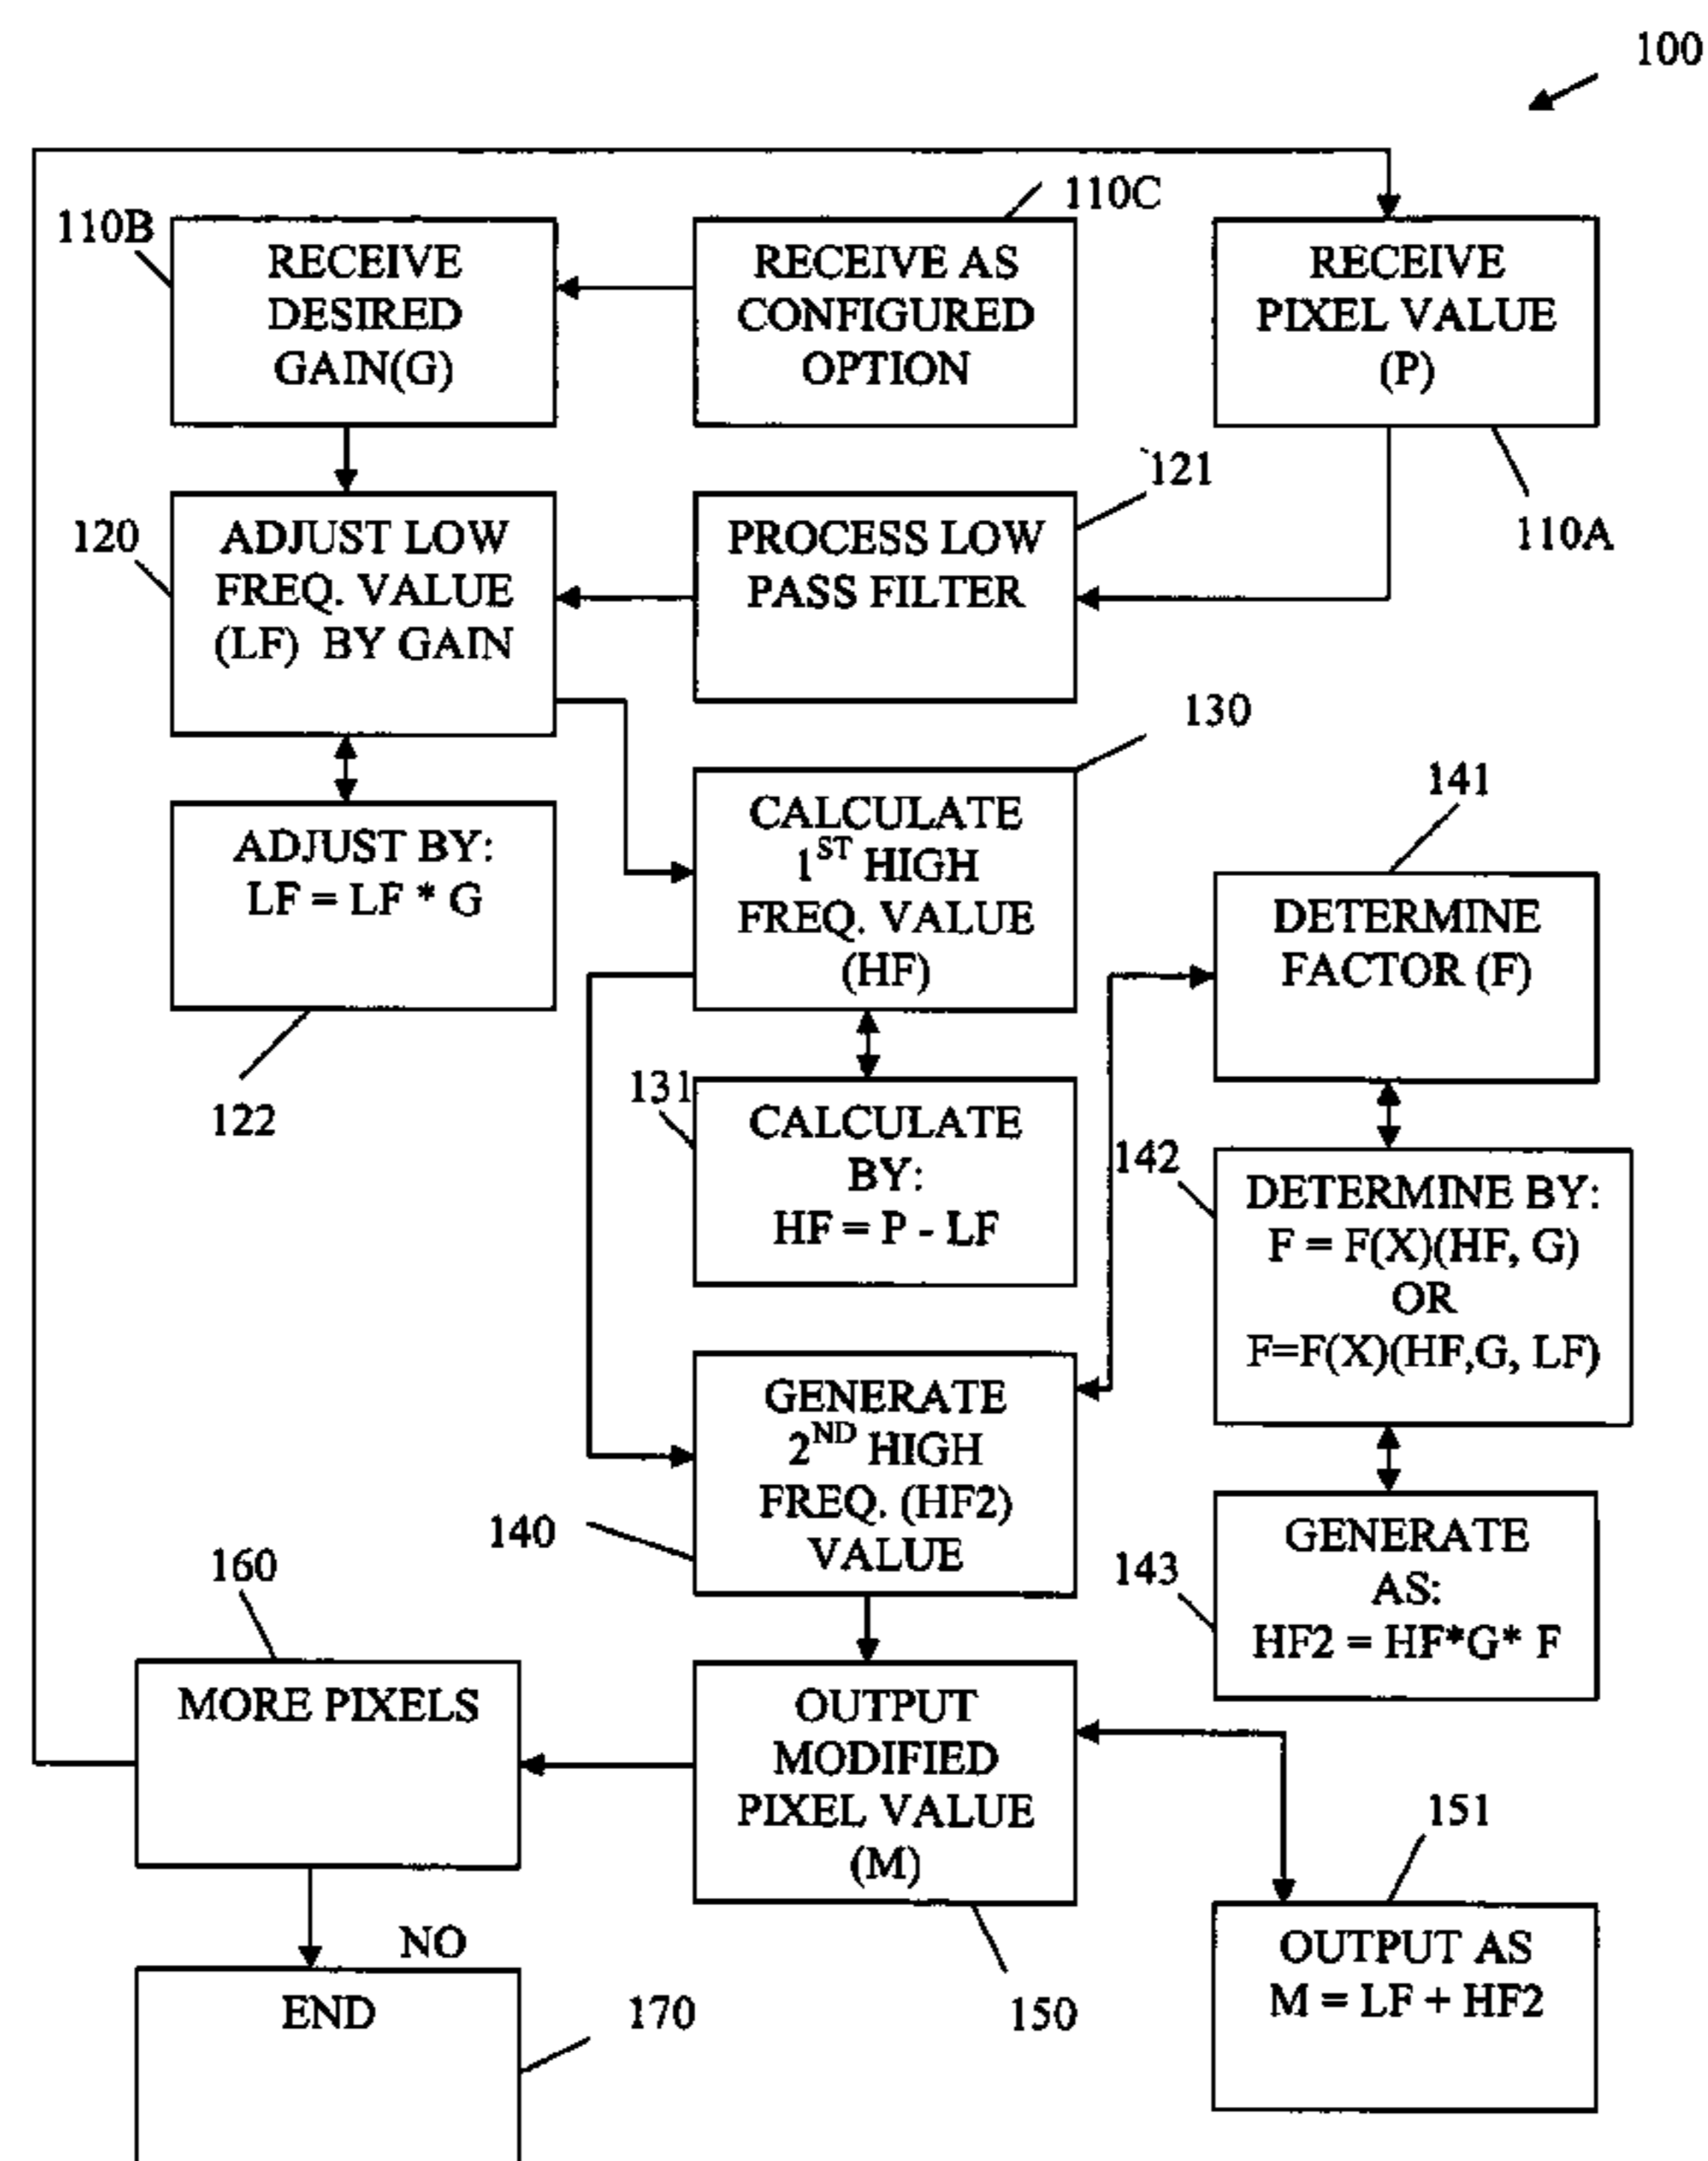 100
110B
RECEIVE
DESIRED
GAIN(G)
110C
RECEIVE AS
CONFIGURED
OPTION
RECEIVE
PIXEL VALUE
(P)
110A
120
ADJUST LOW
FREQ. VALUE
(LF) BY GAIN
121
PROCESS LOW
PASS FILTER
ADJUST BY:
LF = LF * G
122
130
CALCULATE
1ST HIGH
FREQ. VALUE
(HF)
131
CALCULATE
BY:
HF = P - LF
141
DETERMINE
FACTOR (F)
142
DETERMINE BY:
F = F(X)(HF, G)
OR
F=F(X)(HF,G, LF)
GENERATE
2ND HIGH
FREQ. (HF2)
VALUE
140
143
GENERATE
AS:
HF2 = HF*G* F
160
MORE PIXELS
OUTPUT
MODIFIED
PIXEL VALUE
(M)
150
151
OUTPUT AS
M = LF + HF2
NO
END
170